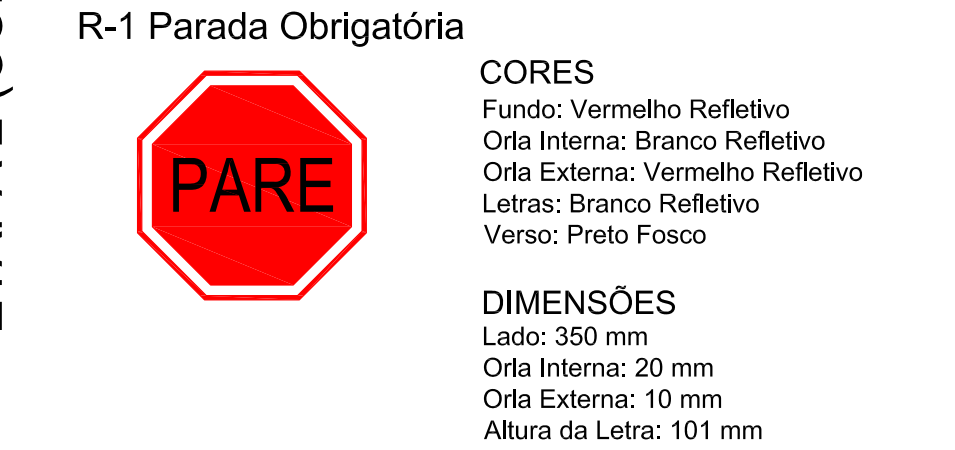 R-1 Parada Obrigatória
PARE
CORES
Fundo: Vermelho Refletivo
Orla Interna: Branco Refletivo
Orla Externa: Vermelho Refletivo
Letras: Branco Refletivo
Verso: Preto Fosco
DIMENSÕES
Lado: 350 mm
Orla Interna: 20 mm
Orla Externa: 10 mm
Altura da Letra: 101 mm